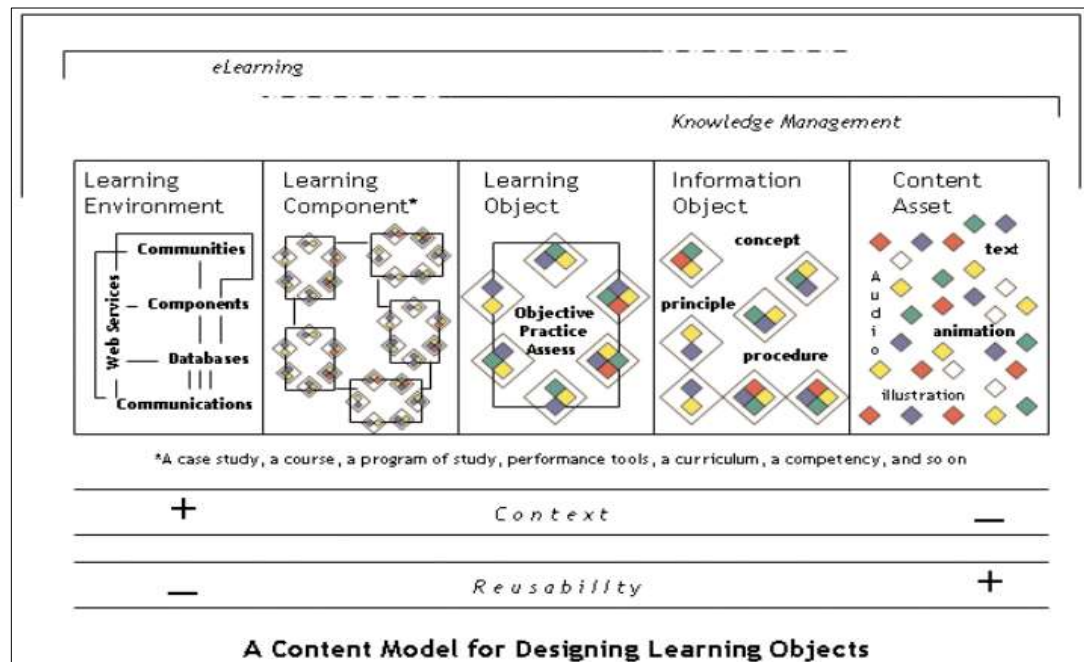 eLearning
Knowledge Management
Learning Environment
Learning Component*
Learning Object
Information Object
Content Asset
Web Services
Communities
Components
Databases
Communications
Objective
Practice
Assess
concept
principle
procedure
text
Audio
animation
illustration
*A case study, a course, a program of study, performance tools, a curriculum, a competency, and so on
+ Context –
– Reusability +
A Content Model for Designing Learning Objects